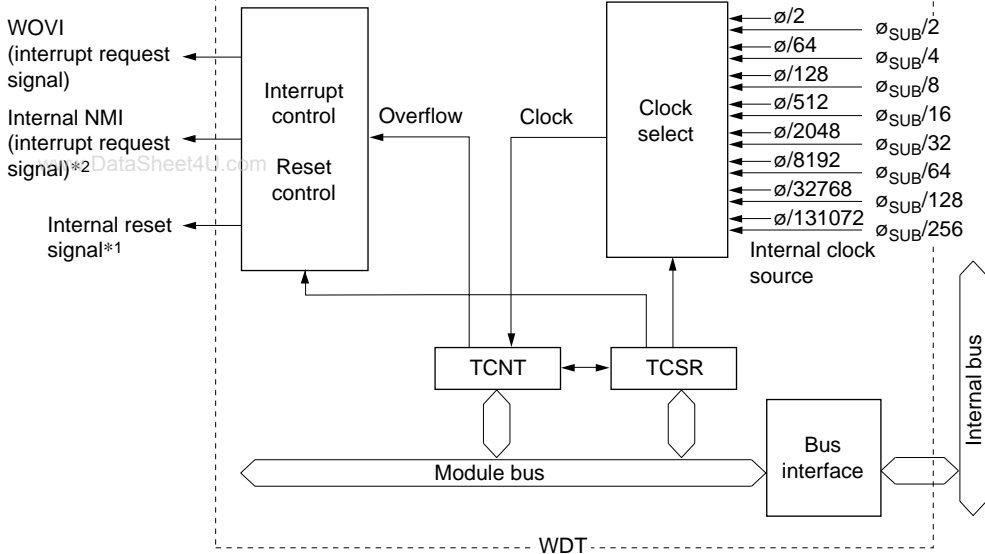 WOVI
(interrupt request
signal)
Internal NMI
(interrupt request
signal)*2
www.DataSheet4U.com
Internal reset
signal*1
Interrupt
control
Reset
control
Overflow
Clock
Clock
select
ø/2
øSUB/2
ø/64
øSUB/4
ø/128
øSUB/8
ø/512
øSUB/16
ø/2048
øSUB/32
ø/8192
øSUB/64
ø/32768
øSUB/128
ø/131072
øSUB/256
Internal clock
source
TCNT
TCSR
Module bus
Bus
interface
Internal bus
WDT